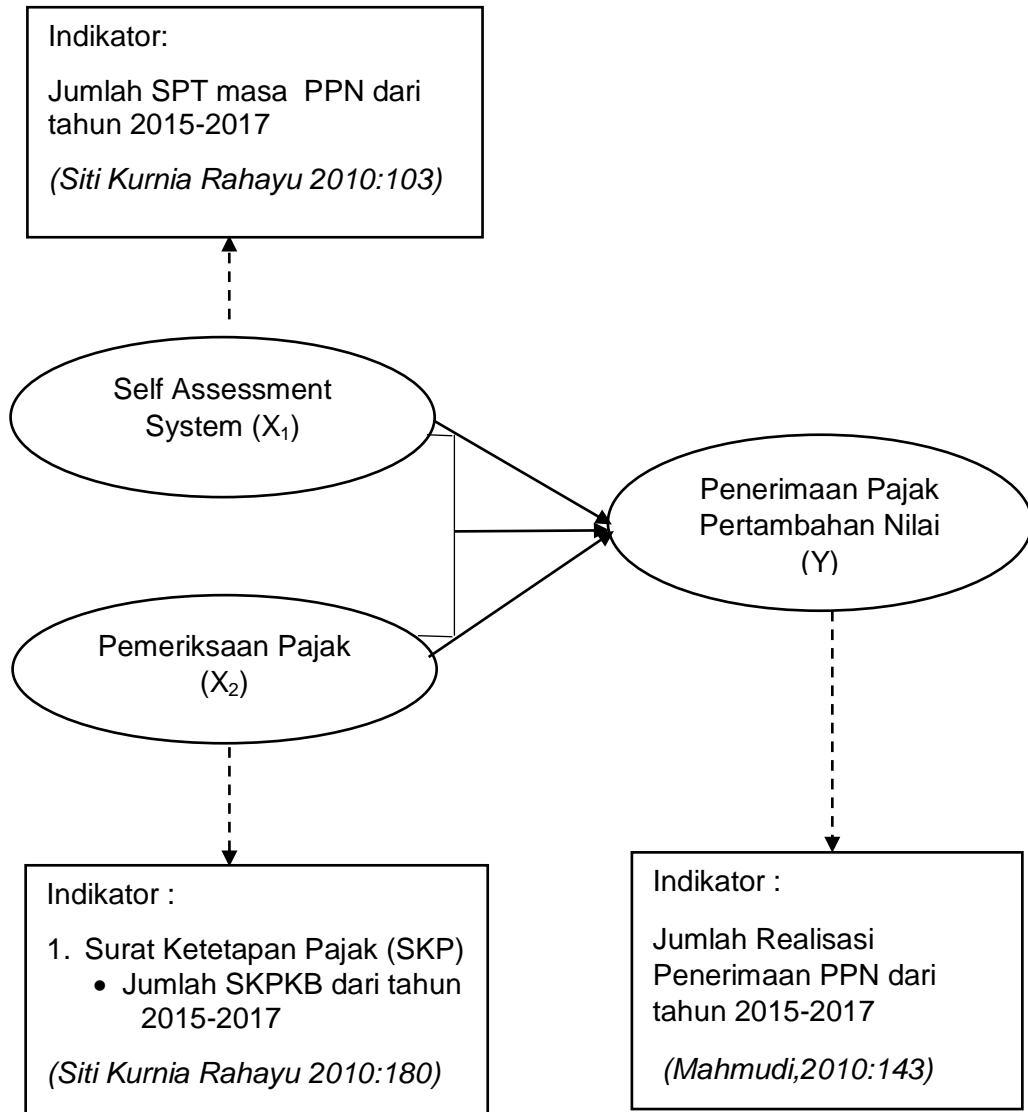 Indikator:
Jumlah SPT masa PPN dari
tahun 2015-2017
(Siti Kurnia Rahayu 2010:103)
Self Assessment
System (X₁)
Penerimaan Pajak
Pertambahan Nilai
(Y)
Pemeriksaan Pajak
(X₂)
Indikator :
1. Surat Ketetapan Pajak (SKP)
• Jumlah SKPKB dari tahun
2015-2017
(Siti Kurnia Rahayu 2010:180)
Indikator :
Jumlah Realisasi
Penerimaan PPN dari
tahun 2015-2017
(Mahmudi,2010:143)